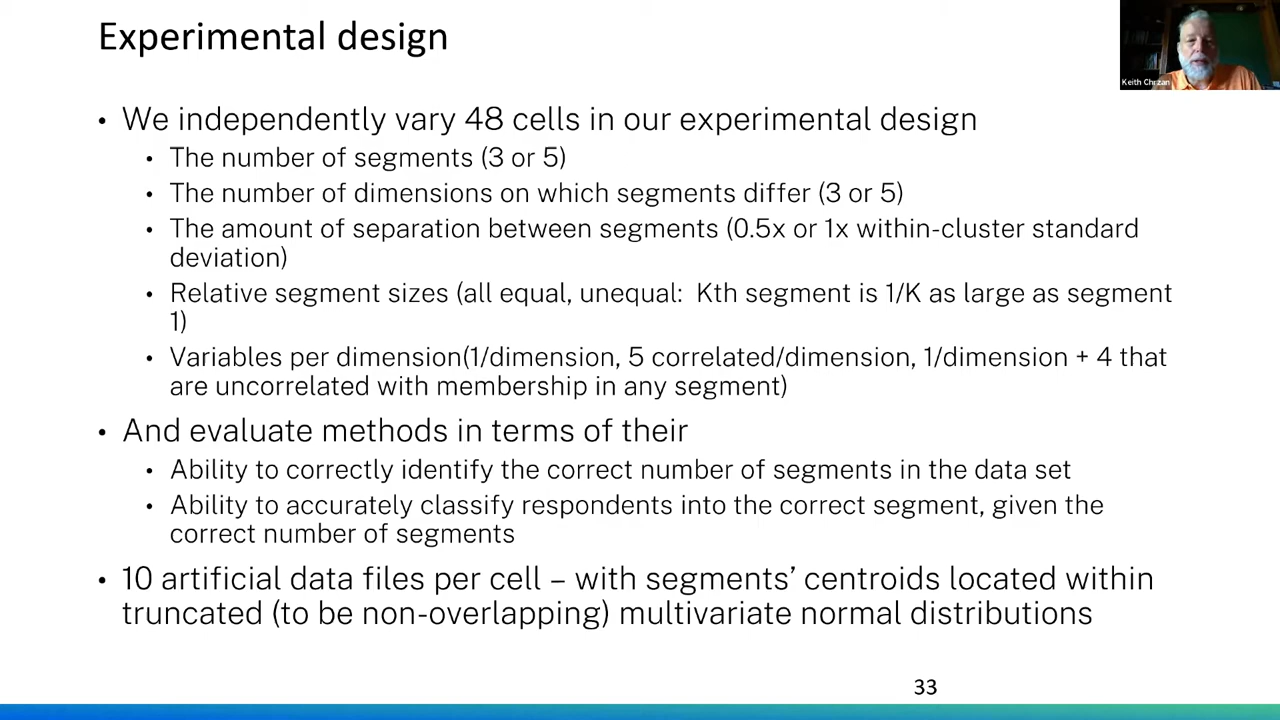 Experimental design
Keith Chrzan
• We independently vary 48 cells in our experimental design
• The number of segments (3 or 5)
• The number of dimensions on which segments differ (3 or 5)
• The amount of separation between segments (0.5x or 1x within-cluster standard
deviation)
• Relative segment sizes (all equal, unequal:  Kth segment is 1/K as large as segment
1)
• Variables per dimension(1/dimension, 5 correlated/dimension, 1/dimension + 4 that
are uncorrelated with membership in any segment)
• And evaluate methods in terms of their
• Ability to correctly identify the correct number of segments in the data set
• Ability to accurately classify respondents into the correct segment, given the
correct number of segments
• 10 artificial data files per cell – with segments’ centroids located within
truncated (to be non-overlapping) multivariate normal distributions
33